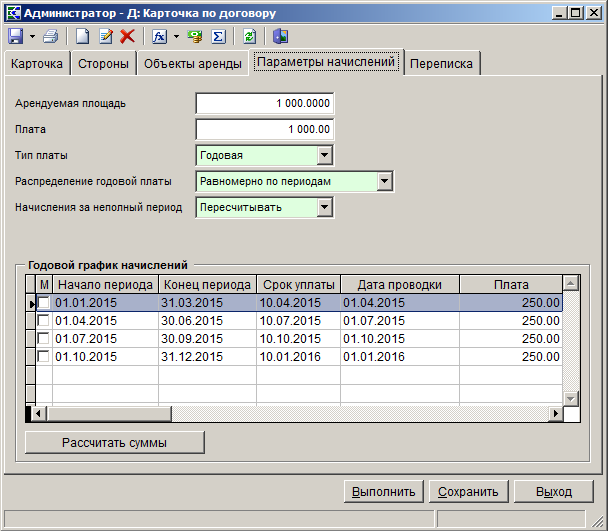 Администратор - Д: Карточка по договору
Карточка Стороны Объекты аренды Параметры начислений Переписка
Арендуемая площадь 1 000.0000
Плата 1 000.00
Тип платы Годовая
Распределение годовой платы Равномерно по периодам
Начисления за неполный период Пересчитывать
Годовой график начислений
М Начало периода Конец периода Срок уплаты Дата проводки Плата
01.01.2015 31.03.2015 10.04.2015 01.04.2015 250.00
01.04.2015 30.06.2015 10.07.2015 01.07.2015 250.00
01.07.2015 30.09.2015 10.10.2015 01.10.2015 250.00
01.10.2015 31.12.2015 10.01.2016 01.01.2016 250.00
Рассчитать суммы
Выполнить Сохранить Выход